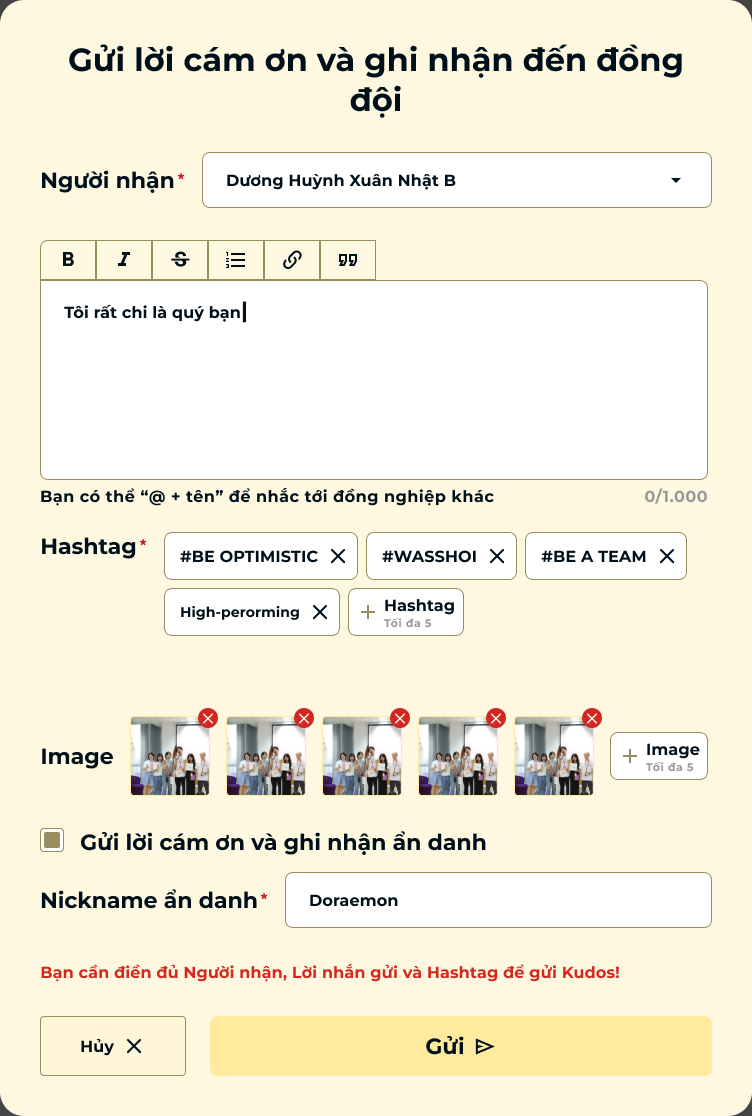 Gửi lời cám ơn và ghi nhận đến đồng
đội
Người nhận*
Dương Huỳnh Xuân Nhật B
B I S
Tôi rất chi là quý bạn
Bạn có thể “@ + tên” để nhắc tới đồng nghiệp khác
0/1.000
Hashtag*
#BE OPTIMISTIC
#WASSHOI
#BE A TEAM
High-perorming
Hashtag
Tối đa 5
Image
Image
Tối đa 5
Gửi lời cám ơn và ghi nhận ẩn danh
Nickname ẩn danh*
Doraemon
Bạn cần điền đủ Người nhận, Lời nhắn gửi và Hashtag để gửi Kudos!
Hủy
Gửi